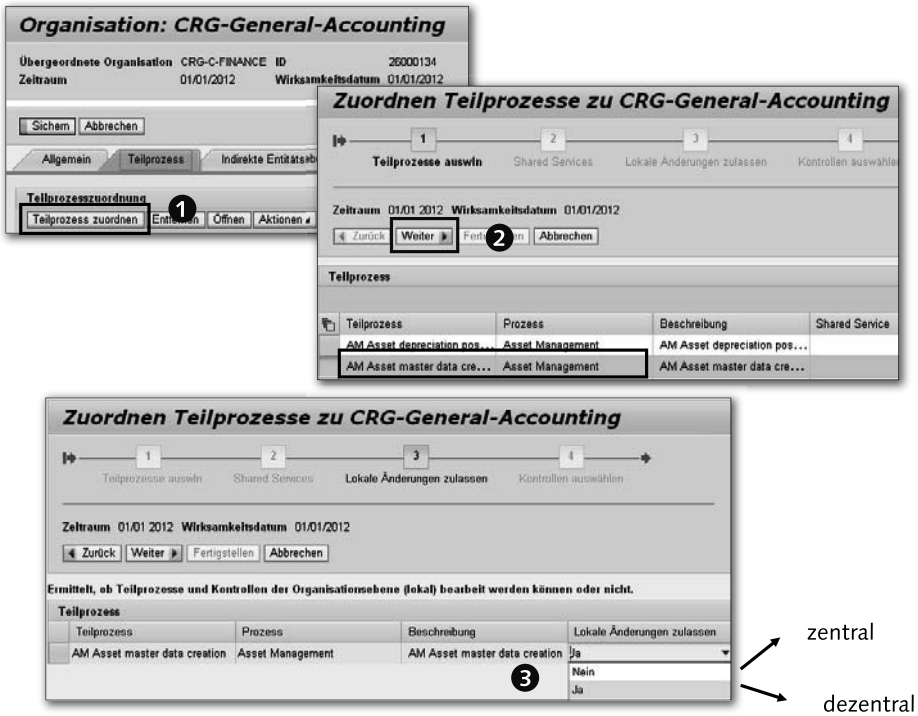 Organisation: CRG-General-Accounting
Übergeordnete Organisation CRG-C-FINANCE ID 26000134
Zeitraum 01/01/2012 Wirksamkeitsdatum 01/01/2012
Sichern Abbrechen
Allgemein Teilprozess Indirekte
Teilprozesszuordnung
Teilprozess zuordnen Öffnen Aktionen
1
Zuordnen Teilprozesse zu CRG-General-Accounting
1 2 3 4
Teilprozesse auswln Shared Services Lokale Änderungen zulassen Kontrollen
Zeitraum 01/01 2012 Wirksamkeitsdatum 01/01/2012
Zurück Weiter Abbrechen
2
Teilprozess
Teilprozess Prozess Beschreibung Shared Service
AM Asset depreciation pos... Asset Management AM Asset depreciation pos...
AM Asset master data cre... Asset Management AM Asset master data cre...
Zuordnen Teilprozesse zu CRG-General-Accounting
1 2 3 4
Teilprozesse auswln Shared Services Lokale Änderungen zulassen Kontrollen auswählen
Zeitraum 01/01 2012 Wirksamkeitsdatum 01/01/2012
Zurück Weiter Fertigstellen Abbrechen
Ermittelt, ob Teilprozesse und Kontrollen der Organisationsebene (lokal) bearbeit werden können oder nicht.
Teilprozess
Teilprozess Prozess Beschreibung Lokale Änderungen zulassen
AM Asset master data creation Asset Management AM Asset master data creation Ja
Nein
Ja
3
zentral
dezentral